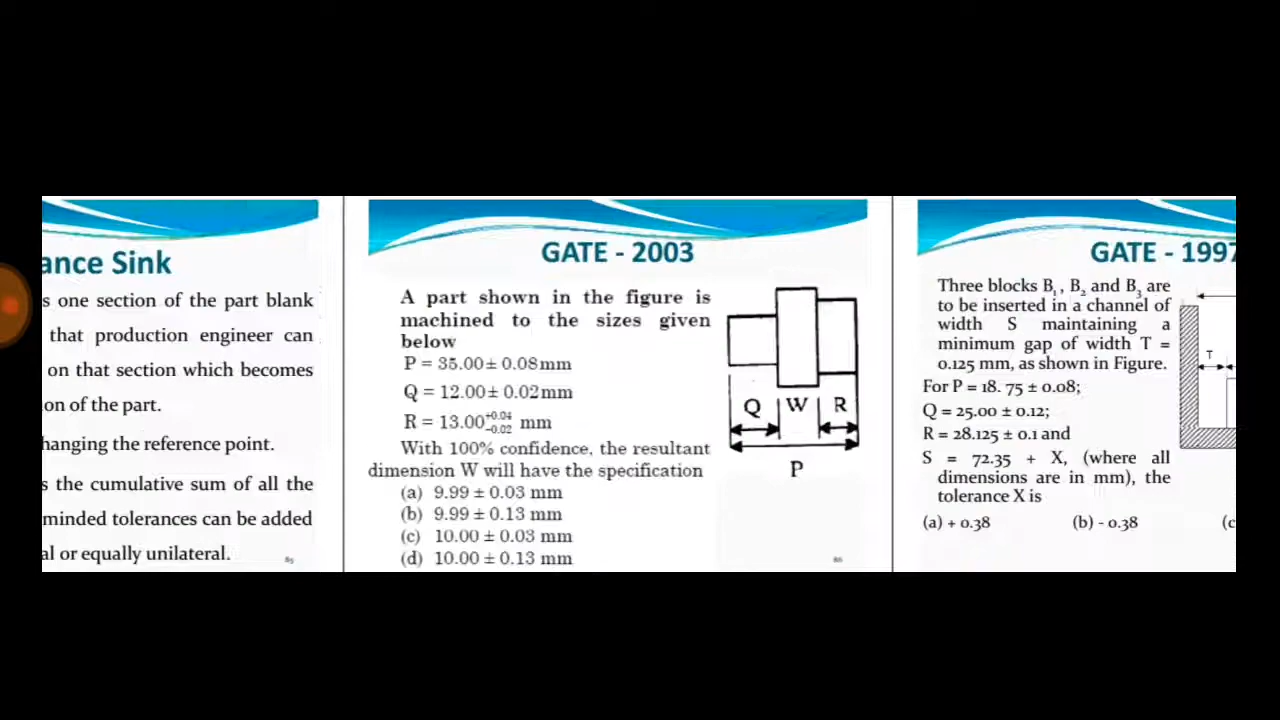 ance Sink
s one section of the part blank
that production engineer can
on that section which becomes
on of the part.
hanging the reference point.
s the cumulative sum of all the
minded tolerances can be added
al or equally unilateral.
85
GATE - 2003
A part shown in the figure is
machined to the sizes given
below
P = 35.00 ± 0.08 mm
Q = 12.00 ± 0.02 mm
R = 13.00 +0.04 -0.02 mm
With 100% confidence, the resultant
dimension W will have the specification
(a) 9.99 ± 0.03 mm
(b) 9.99 ± 0.13 mm
(c) 10.00 ± 0.03 mm
(d) 10.00 ± 0.13 mm
Q W R
P
86
GATE - 1997
Three blocks B1, B2 and B3 are
to be inserted in a channel of
width S maintaining a
minimum gap of width T =
0.125 mm, as shown in Figure.
For P = 18. 75 ± 0.08;
Q = 25.00 ± 0.12;
R = 28.125 ± 0.1 and
S = 72.35 + X, (where all
dimensions are in mm), the
tolerance X is
(a) + 0.38 (b) - 0.38 (c
T